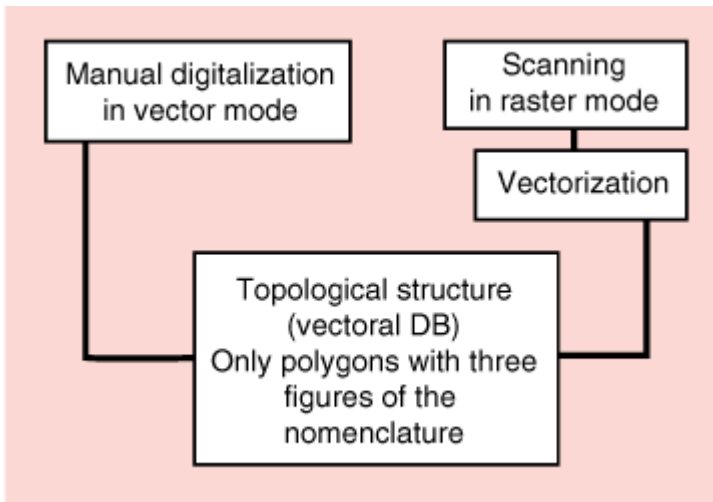 Manual digitalization
in vector mode
Scanning
in raster mode
Vectorization
Topological structure
(vectoral DB)
Only polygons with three
figures of the
nomenclature